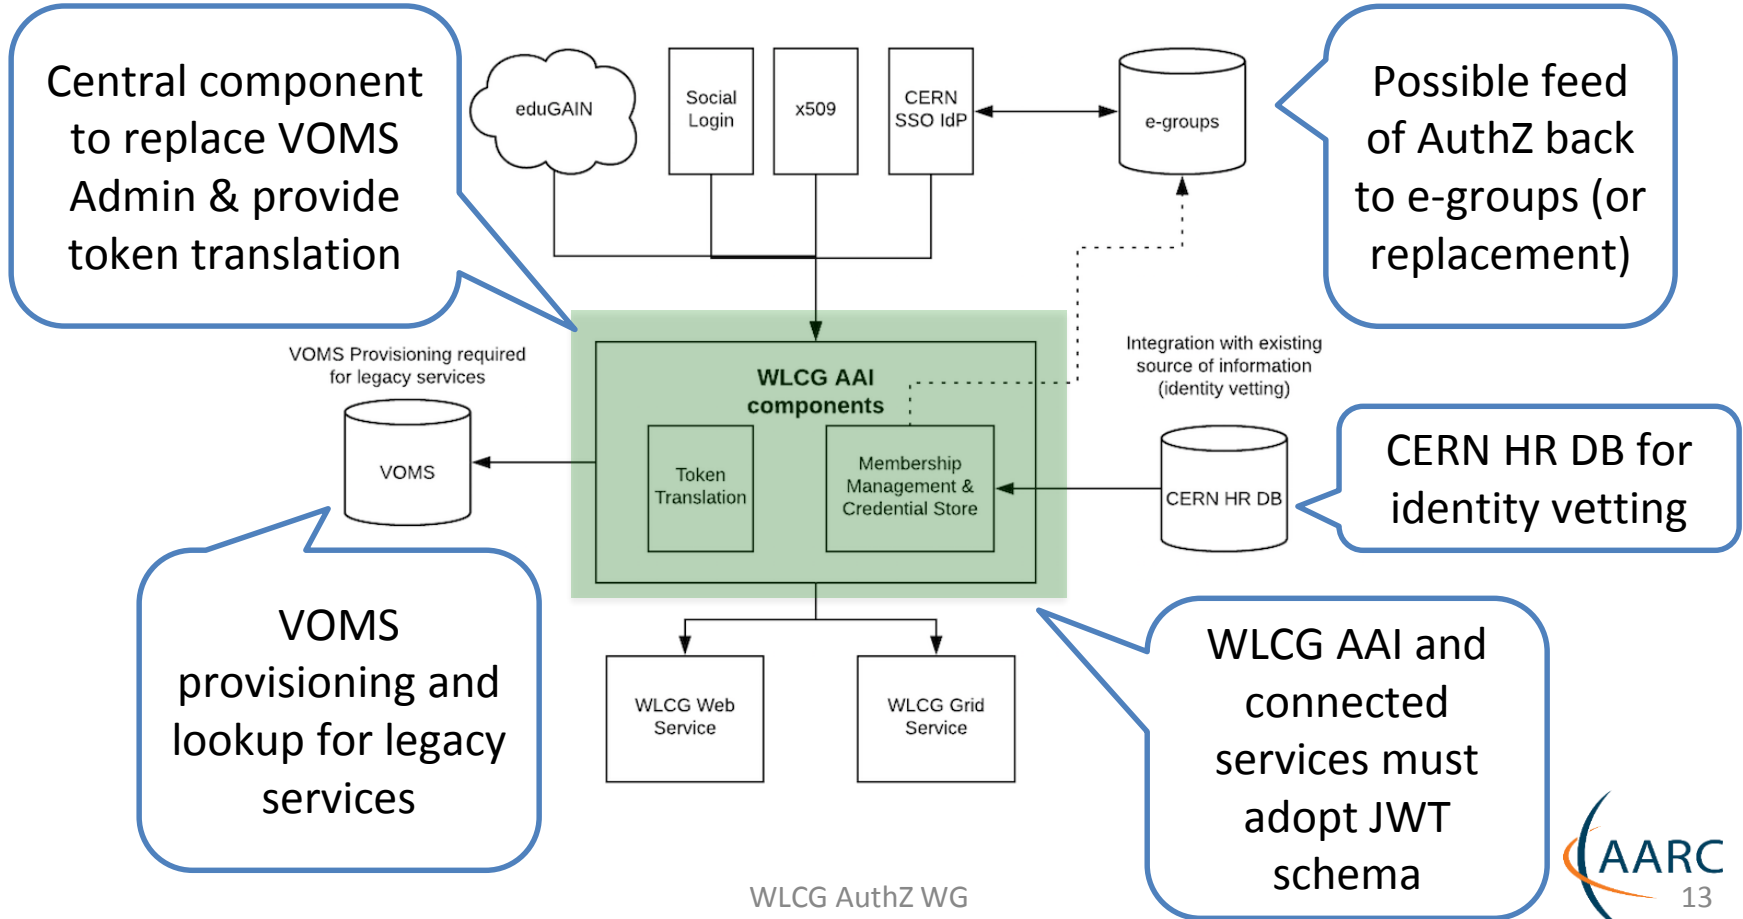 Central component
to replace VOMS
Admin & provide
token translation
eduGAIN
Social
Login
x509
CERN
SSO IdP
e-groups
Possible feed
of AuthZ back
to e-groups (or
replacement)
VOMS Provisioning required
for legacy services
VOMS
WLCG AAI
components
Token
Translation
Membership
Management &
Credential Store
Integration with existing
source of information
(identity vetting)
CERN HR DB
CERN HR DB for
identity vetting
VOMS
provisioning and
lookup for legacy
services
WLCG Web
Service
WLCG Grid
Service
WLCG AAI and
connected
services must
adopt JWT
schema
WLCG AuthZ WG
AARC
13